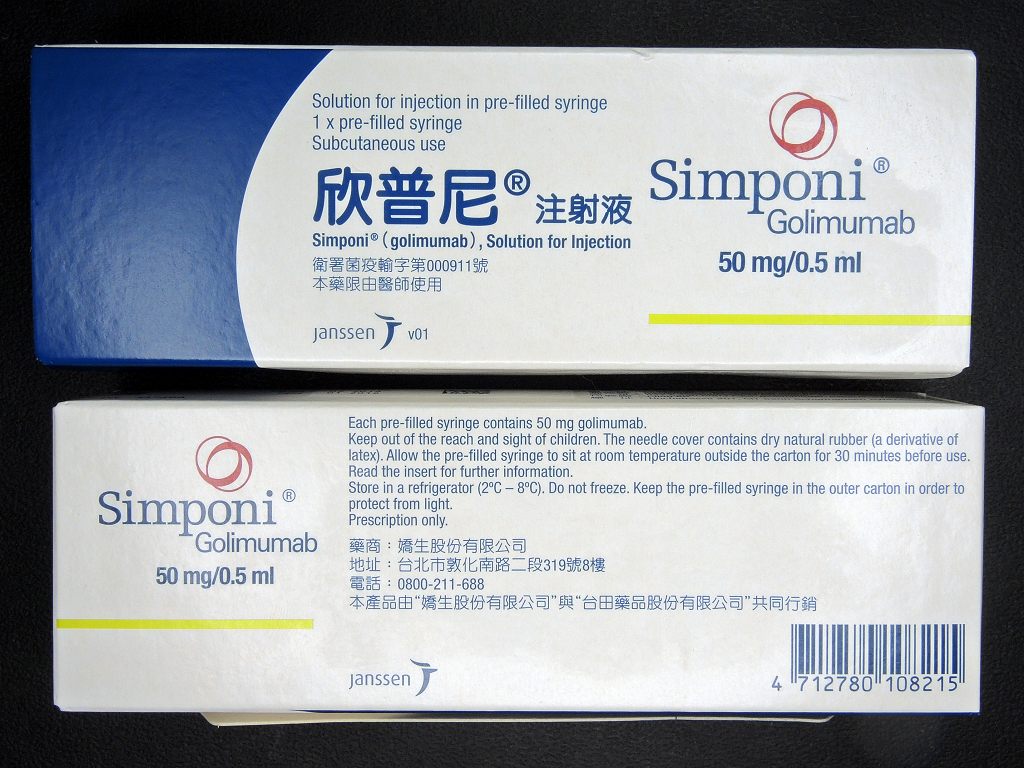 Solution for injection in pre-filled syringe
1 x pre-filled syringe
Subcutaneous use
欣普尼® 注射液
Simponi® (golimumab), Solution for Injection
衛署菌疫輸字第000911號
本藥限由醫師使用
janssen v01
Simponi®
Golimumab
50 mg/0.5 ml
Simponi®
Golimumab
50 mg/0.5 ml
Each pre-filled syringe contains 50 mg golimumab.
Keep out of the reach and sight of children. The needle cover contains dry natural rubber (a derivative of
latex). Allow the pre-filled syringe to sit at room temperature outside the carton for 30 minutes before use.
Read the insert for further information.
Store in a refrigerator (2ºC – 8ºC). Do not freeze. Keep the pre-filled syringe in the outer carton in order to
protect from light.
Prescription only.
藥商：嬌生股份有限公司
地址：台北市敦化南路二段319號8樓
電話：0800-211-688
本產品由“嬌生股份有限公司”與“台田藥品股份有限公司”共同行銷
janssen
4 712780 108215